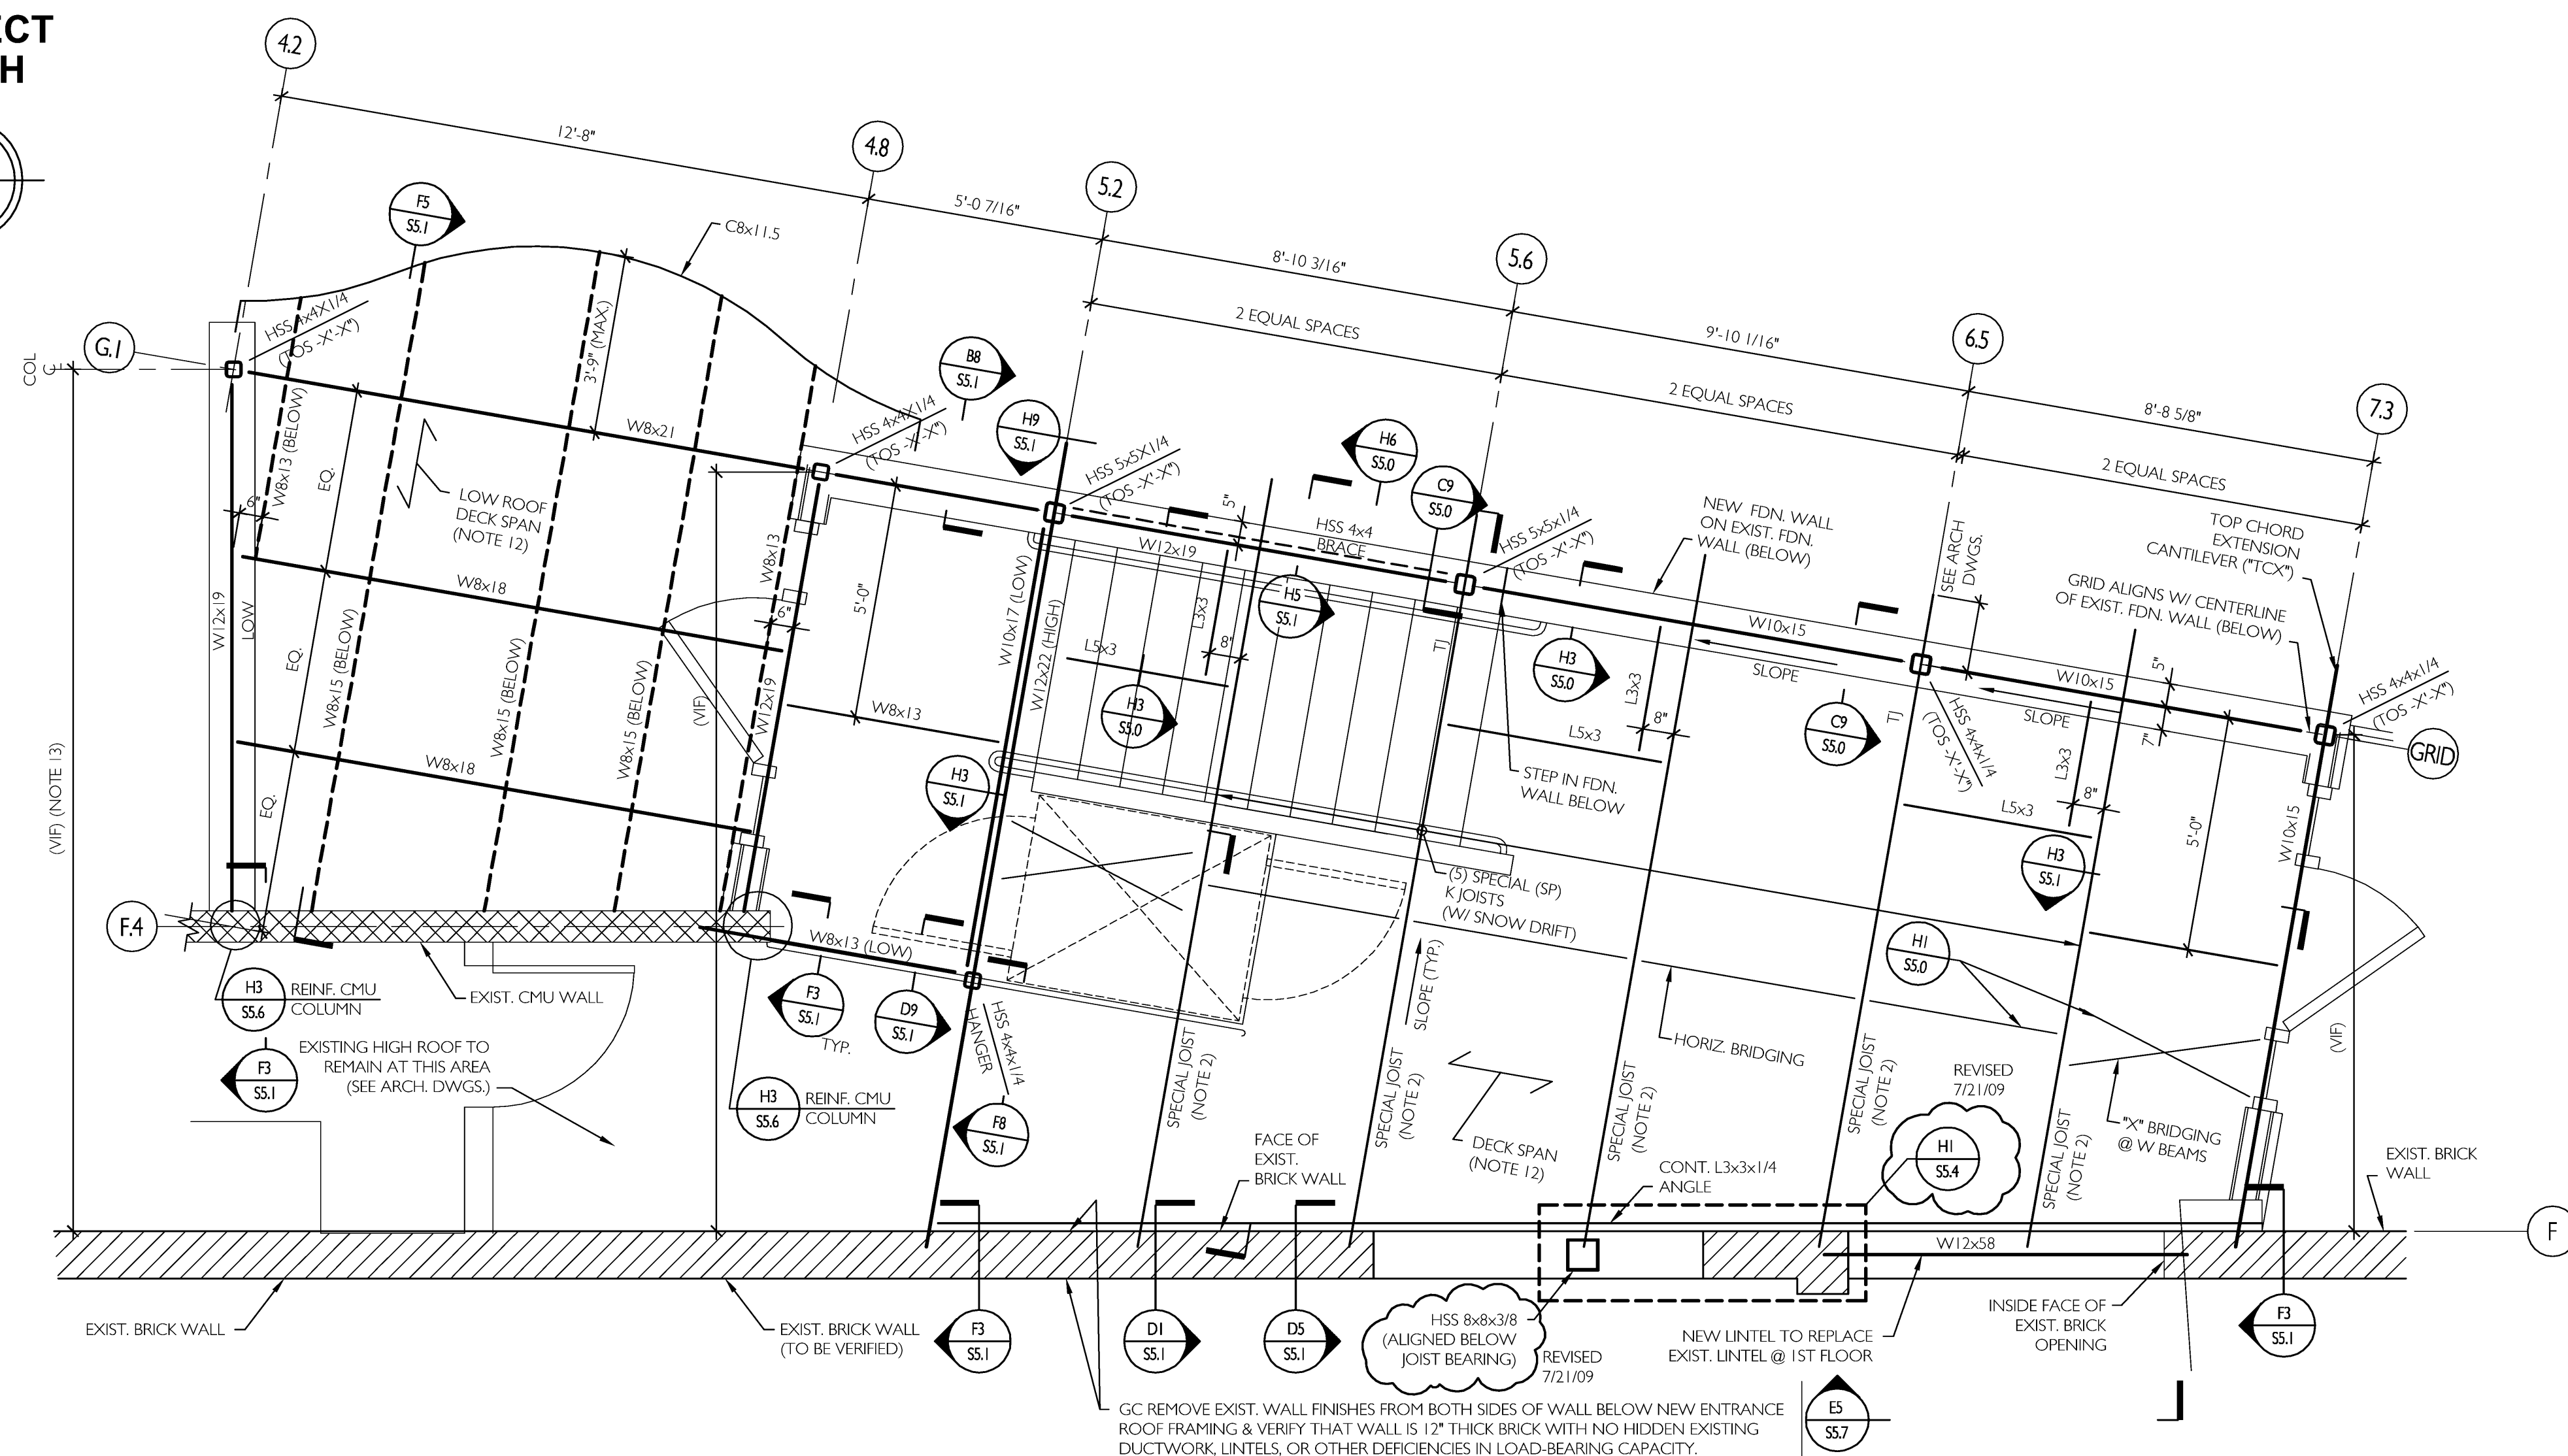 ECT
H
4.2
12'-8"
4.8
5'-0 7/16"
5.2
8'-10 3/16"
5.6
9'-10 1/16"
6.5
8'-8 5/8"
7.3
2 EQUAL SPACES
2 EQUAL SPACES
2 EQUAL SPACES
F5
S5.1
C8x11.5
G.1
COL
HSS 4x4X1/4
(TOS -X'-X")
3'-9" (MAX.)
B8
S5.1
H9
S5.1
HSS 4x4X1/4
(TOS -X'-X")
HSS 5x5X1/4
(TOS -X'-X")
H6
S5.0
C9
S5.0
HSS 5x5x1/4
(TOS -X'-X")
W8x21
W8x13 (BELOW)
EQ.
6"
LOW ROOF
DECK SPAN
(NOTE 12)
5"
HSS 4x4
BRACE
W12x19
NEW FDN. WALL
ON EXIST. FDN.
WALL (BELOW)
SEE ARCH
DWGS.
TOP CHORD
EXTENSION
CANTILEVER ("TCX")
GRID ALIGNS W/ CENTERLINE
OF EXIST. FDN. WALL (BELOW)
W12x19
LOW
W8x18
W8x13
6"
5'-0"
W10x17 (LOW)
W12x22 (HIGH)
L3x3
8"
L5x3
H5
S5.1
TJ
H3
S5.0
W10x15
SLOPE
L3x3
8"
L5x3
W10x15
SLOPE
5"
7"
HSS 4x4x1/4
(TOS -X'-X")
GRID
EQ.
W8x15 (BELOW)
W8x15 (BELOW)
W8x15 (BELOW)
(VIF)
W12x19
W8x13
H3
S5.0
C9
S5.0
TJ
HSS 4x4x1/4
(TOS -X'-X")
L3x3
8"
L5x3
5'-0"
W10x15
W8x18
EQ.
H3
S5.1
STEP IN FDN.
WALL BELOW
H3
S5.1
(VIF) (NOTE 13)
(5) SPECIAL (SP)
K JOISTS
(W/ SNOW DRIFT)
F.4
W8x13 (LOW)
H1
S5.0
H3
S5.6
REINF. CMU
COLUMN
EXIST. CMU WALL
F3
S5.1
TYP.
D9
S5.1
HSS 4x4x1/4
HANGER
SLOPE (TYP.)
HORIZ. BRIDGING
(VIF)
F3
S5.1
EXISTING HIGH ROOF TO
REMAIN AT THIS AREA
(SEE ARCH. DWGS.)
H3
S5.6
REINF. CMU
COLUMN
F8
S5.1
SPECIAL JOIST
(NOTE 2)
SPECIAL JOIST
(NOTE 2)
SPECIAL JOIST
(NOTE 2)
SPECIAL JOIST
(NOTE 2)
SPECIAL JOIST
(NOTE 2)
REVISED
7/21/09
H1
S5.4
"X" BRIDGING
@ W BEAMS
DECK SPAN
(NOTE 12)
FACE OF
EXIST.
BRICK WALL
CONT. L3x3x1/4
ANGLE
EXIST. BRICK
WALL
F
W12x58
EXIST. BRICK WALL
EXIST. BRICK WALL
(TO BE VERIFIED)
F3
S5.1
D1
S5.1
D5
S5.1
HSS 8x8x3/8
(ALIGNED BELOW
JOIST BEARING)
REVISED
7/21/09
NEW LINTEL TO REPLACE
EXIST. LINTEL @ 1ST FLOOR
INSIDE FACE OF
EXIST. BRICK
OPENING
F3
S5.1
GC REMOVE EXIST. WALL FINISHES FROM BOTH SIDES OF WALL BELOW NEW ENTRANCE
ROOF FRAMING & VERIFY THAT WALL IS 12" THICK BRICK WITH NO HIDDEN EXISTING
DUCTWORK, LINTELS, OR OTHER DEFICIENCIES IN LOAD-BEARING CAPACITY.
E5
S5.7